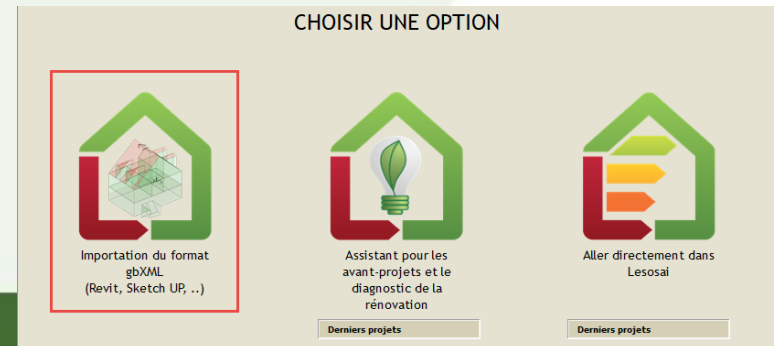 CHOISIR UNE OPTION
Importation du format
gbXML
(Revit, Sketch UP, ..)
Assistant pour les
avant-projets et le
diagnostic de la
rénovation
Derniers projets
Aller directement dans
Lesosai
Derniers projets